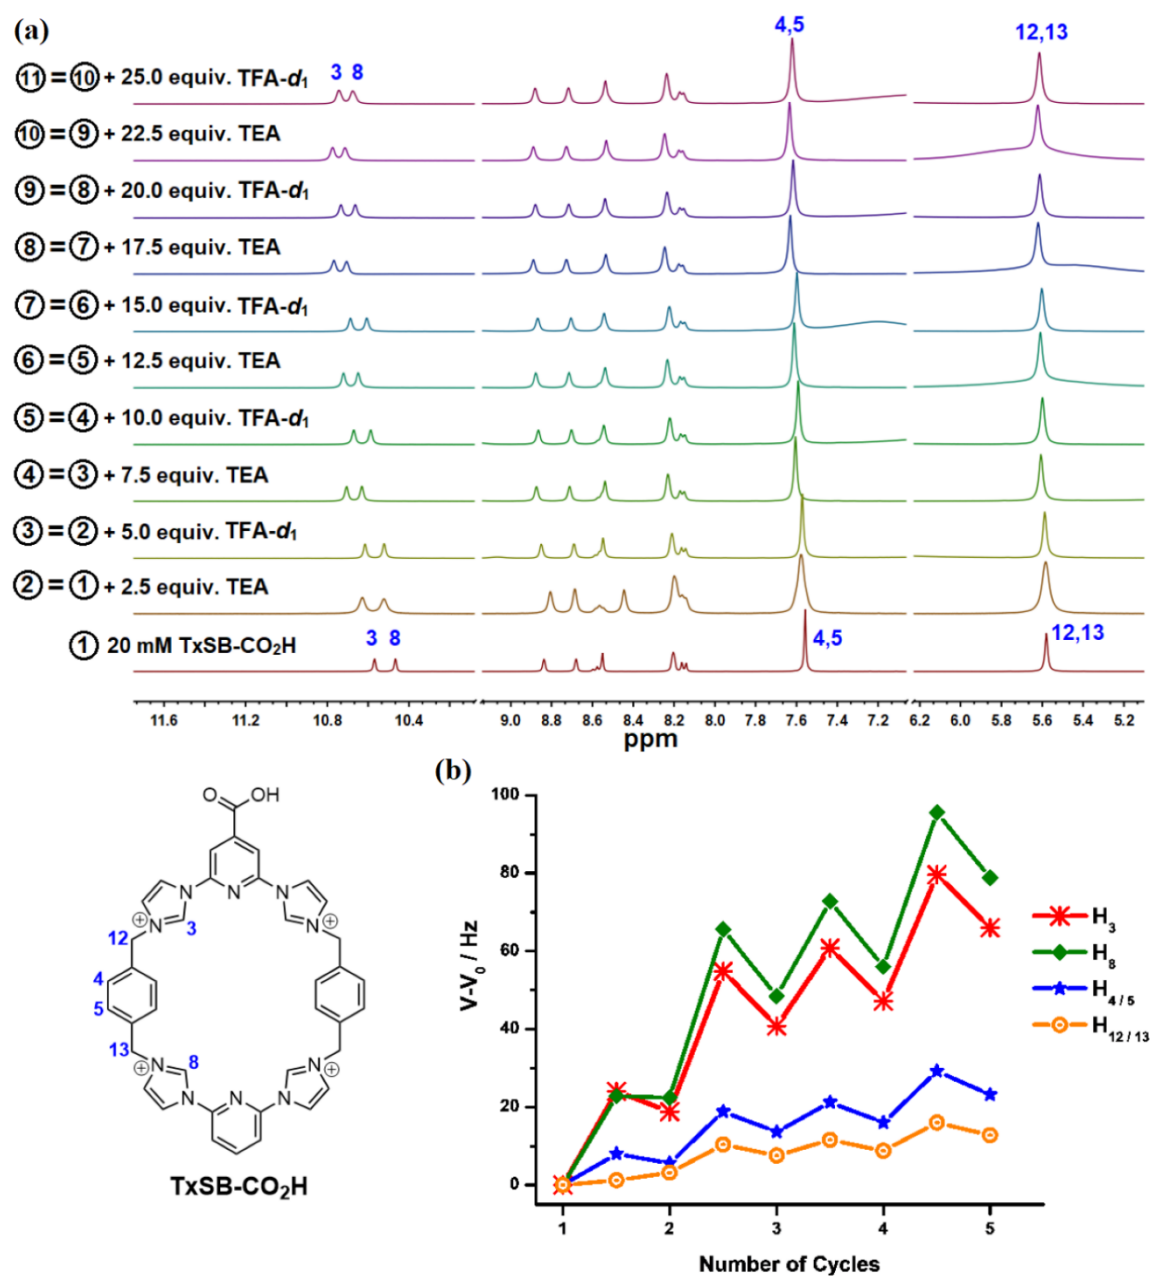 (a)
4,5
12,13
3 8
⑪ = ⑩ + 25.0 equiv. TFA-d1
⑩ = ⑨ + 22.5 equiv. TEA
⑨ = ⑧ + 20.0 equiv. TFA-d1
⑧ = ⑦ + 17.5 equiv. TEA
⑦ = ⑥ + 15.0 equiv. TFA-d1
⑥ = ⑤ + 12.5 equiv. TEA
⑤ = ④ + 10.0 equiv. TFA-d1
④ = ③ + 7.5 equiv. TEA
③ = ② + 5.0 equiv. TFA-d1
② = ① + 2.5 equiv. TEA
① 20 mM TxSB-CO2H
3 8
4,5
12,13
11.6 11.2 10.8 10.4 9.0 8.8 8.6 8.4 8.2 8.0 7.8 7.6 7.4 7.2 6.2 6.0 5.8 5.6 5.4 5.2
ppm
O
OH
N
N N
⊕N N⊕
3
12
4
5
13
8
⊕N N⊕
N N
N
TxSB-CO2H
(b)
100
80
60
40
20
0
V-V0 / Hz
1 2 3 4 5
Number of Cycles
H3
H8
H4 / 5
H12 / 13